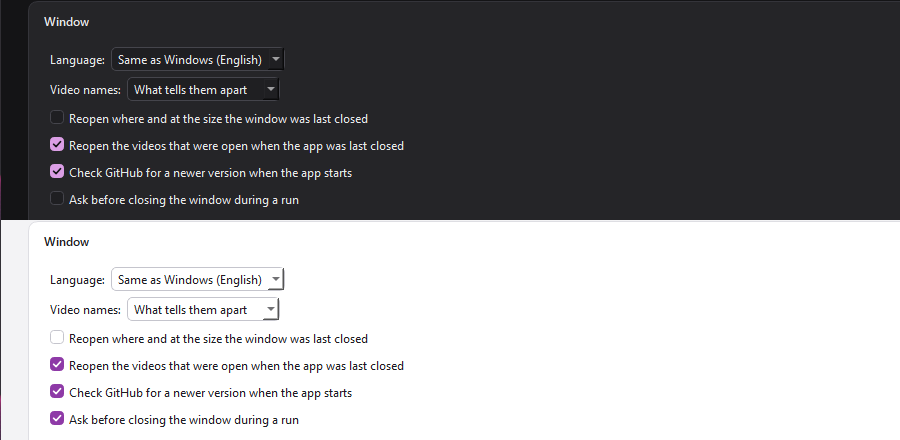 Window
Language: Same as Windows (English)
Video names: What tells them apart
Reopen where and at the size the window was last closed
Reopen the videos that were open when the app was last closed
Check GitHub for a newer version when the app starts
Ask before closing the window during a run
Window
Language: Same as Windows (English)
Video names: What tells them apart
Reopen where and at the size the window was last closed
Reopen the videos that were open when the app was last closed
Check GitHub for a newer version when the app starts
Ask before closing the window during a run